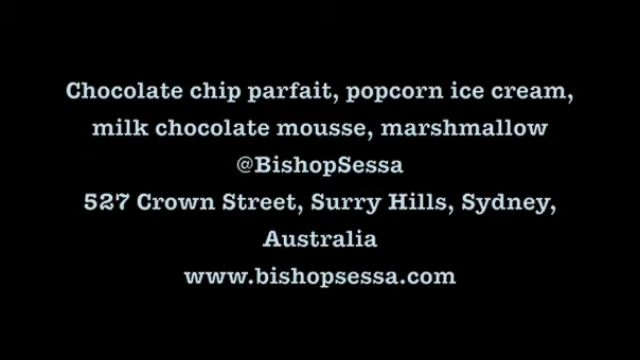 Chocolate chip parfait, popcorn ice cream,
milk chocolate mousse, marshmallow
@BishopSessa
527 Crown Street, Surry Hills, Sydney,
Australia
www.bishopsessa.com